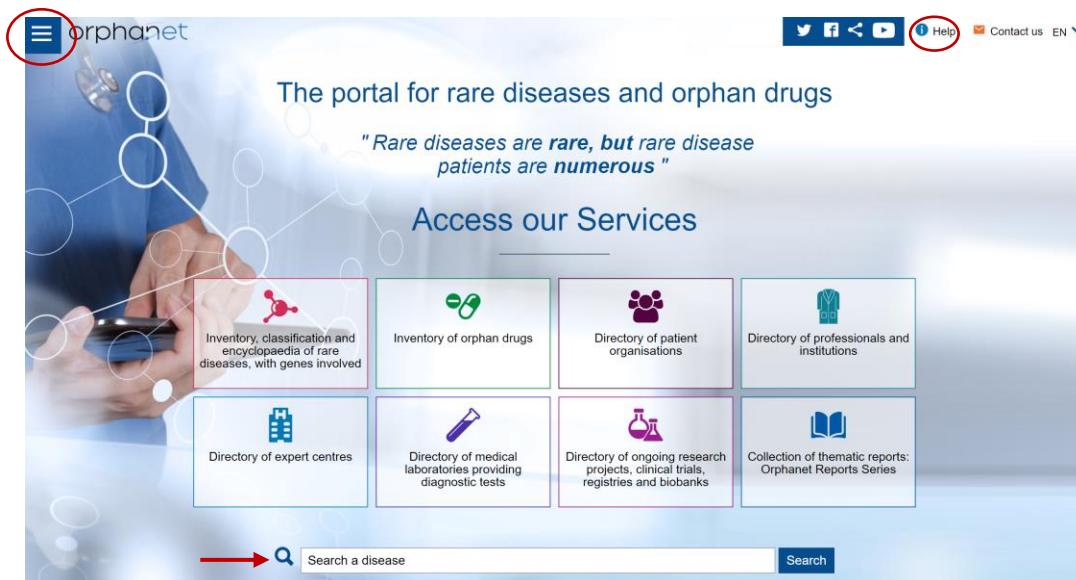 orphanet
Help
Contact us
EN
The portal for rare diseases and orphan drugs
" Rare diseases are rare, but rare disease
patients are numerous "
Access our Services
Inventory, classification and
encyclopaedia of rare
diseases, with genes involved
Inventory of orphan drugs
Directory of patient
organisations
Directory of professionals and
institutions
Directory of expert centres
Directory of medical
laboratories providing
diagnostic tests
Directory of ongoing research
projects, clinical trials,
registries and biobanks
Collection of thematic reports:
Orphanet Reports Series
Search a disease
Search